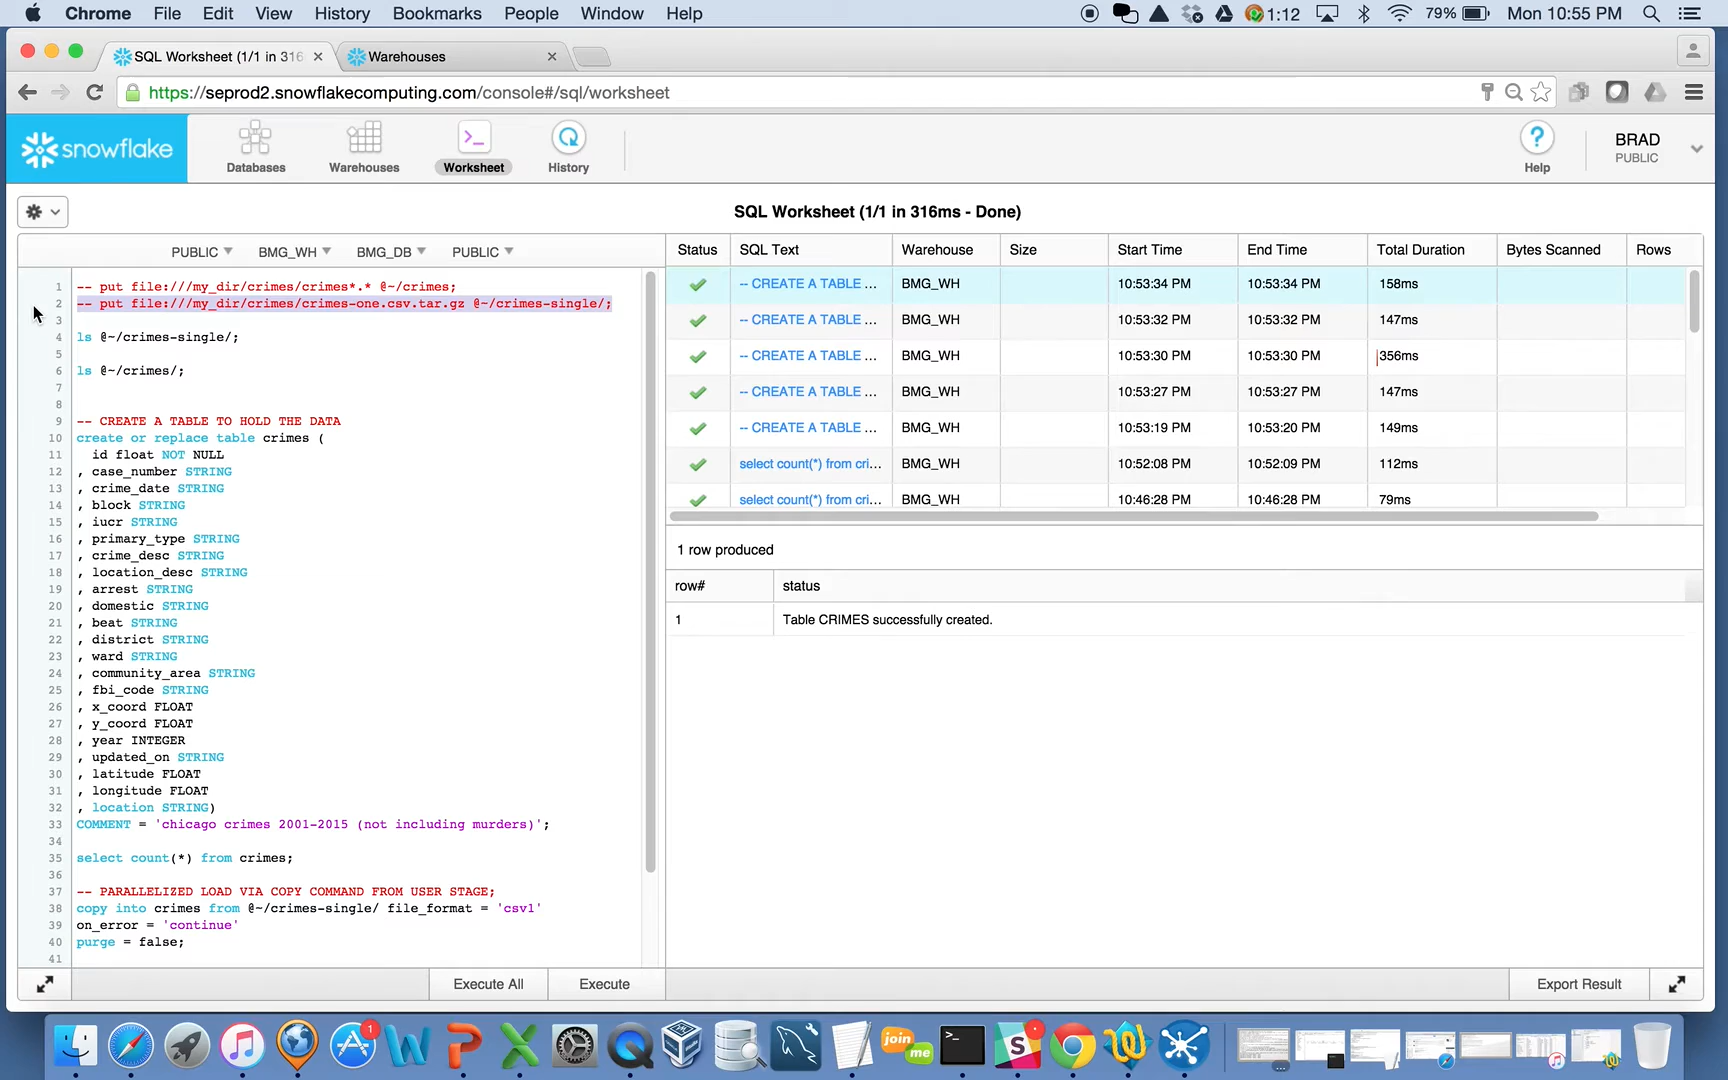 Chrome File Edit View History Bookmarks People Window Help 1:12 79% Mon 10:55 PM
SQL Worksheet (1/1 in 316 Warehouses
https://seprod2.snowflakecomputing.com/console#/sql/worksheet
snowflake Databases Warehouses Worksheet History Help BRAD PUBLIC
SQL Worksheet (1/1 in 316ms - Done)
PUBLIC BMG_WH BMG_DB PUBLIC
1 -- put file:///my_dir/crimes/crimes*.* @~/crimes;
2 -- put file:///my_dir/crimes/crimes-one.csv.tar.gz @~/crimes-single/;
3
4 ls @~/crimes-single/;
5
6 ls @~/crimes/;
7
8
9 -- CREATE A TABLE TO HOLD THE DATA
10 create or replace table crimes (
11 id float NOT NULL
12 , case_number STRING
13 , crime_date STRING
14 , block STRING
15 , iucr STRING
16 , primary_type STRING
17 , crime_desc STRING
18 , location_desc STRING
19 , arrest STRING
20 , domestic STRING
21 , beat STRING
22 , district STRING
23 , ward STRING
24 , community_area STRING
25 , fbi_code STRING
26 , x_coord FLOAT
27 , y_coord FLOAT
28 , year INTEGER
29 , updated_on STRING
30 , latitude FLOAT
31 , longitude FLOAT
32 , location STRING)
33 COMMENT = 'chicago crimes 2001-2015 (not including murders)';
34
35 select count(*) from crimes;
36
37 -- PARALLELIZED LOAD VIA COPY COMMAND FROM USER STAGE;
38 copy into crimes from @~/crimes-single/ file_format = 'csv1'
39 on_error = 'continue'
40 purge = false;
41
Execute All Execute
Status SQL Text Warehouse Size Start Time End Time Total Duration Bytes Scanned Rows
-- CREATE A TABLE ... BMG_WH 10:53:34 PM 10:53:34 PM 158ms
-- CREATE A TABLE ... BMG_WH 10:53:32 PM 10:53:32 PM 147ms
-- CREATE A TABLE ... BMG_WH 10:53:30 PM 10:53:30 PM 356ms
-- CREATE A TABLE ... BMG_WH 10:53:27 PM 10:53:27 PM 147ms
-- CREATE A TABLE ... BMG_WH 10:53:19 PM 10:53:20 PM 149ms
select count(*) from cri... BMG_WH 10:52:08 PM 10:52:09 PM 112ms
select count(*) from cri... BMG_WH 10:46:28 PM 10:46:28 PM 79ms
1 row produced
row# status
1 Table CRIMES successfully created.
Export Result
1
join
me